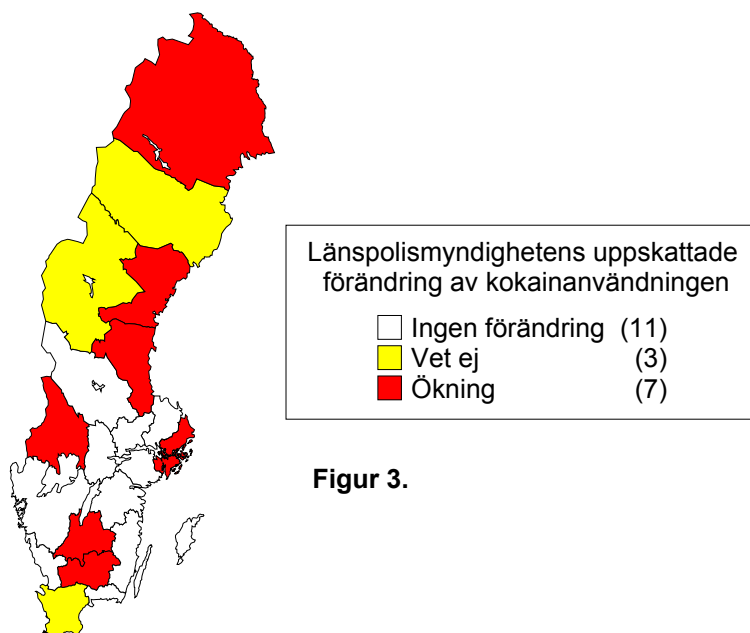 Länspolismyndighetens uppskattade
förändring av kokainanvändningen
Ingen förändring (11)
Vet ej (3)
Ökning (7)
Figur 3.